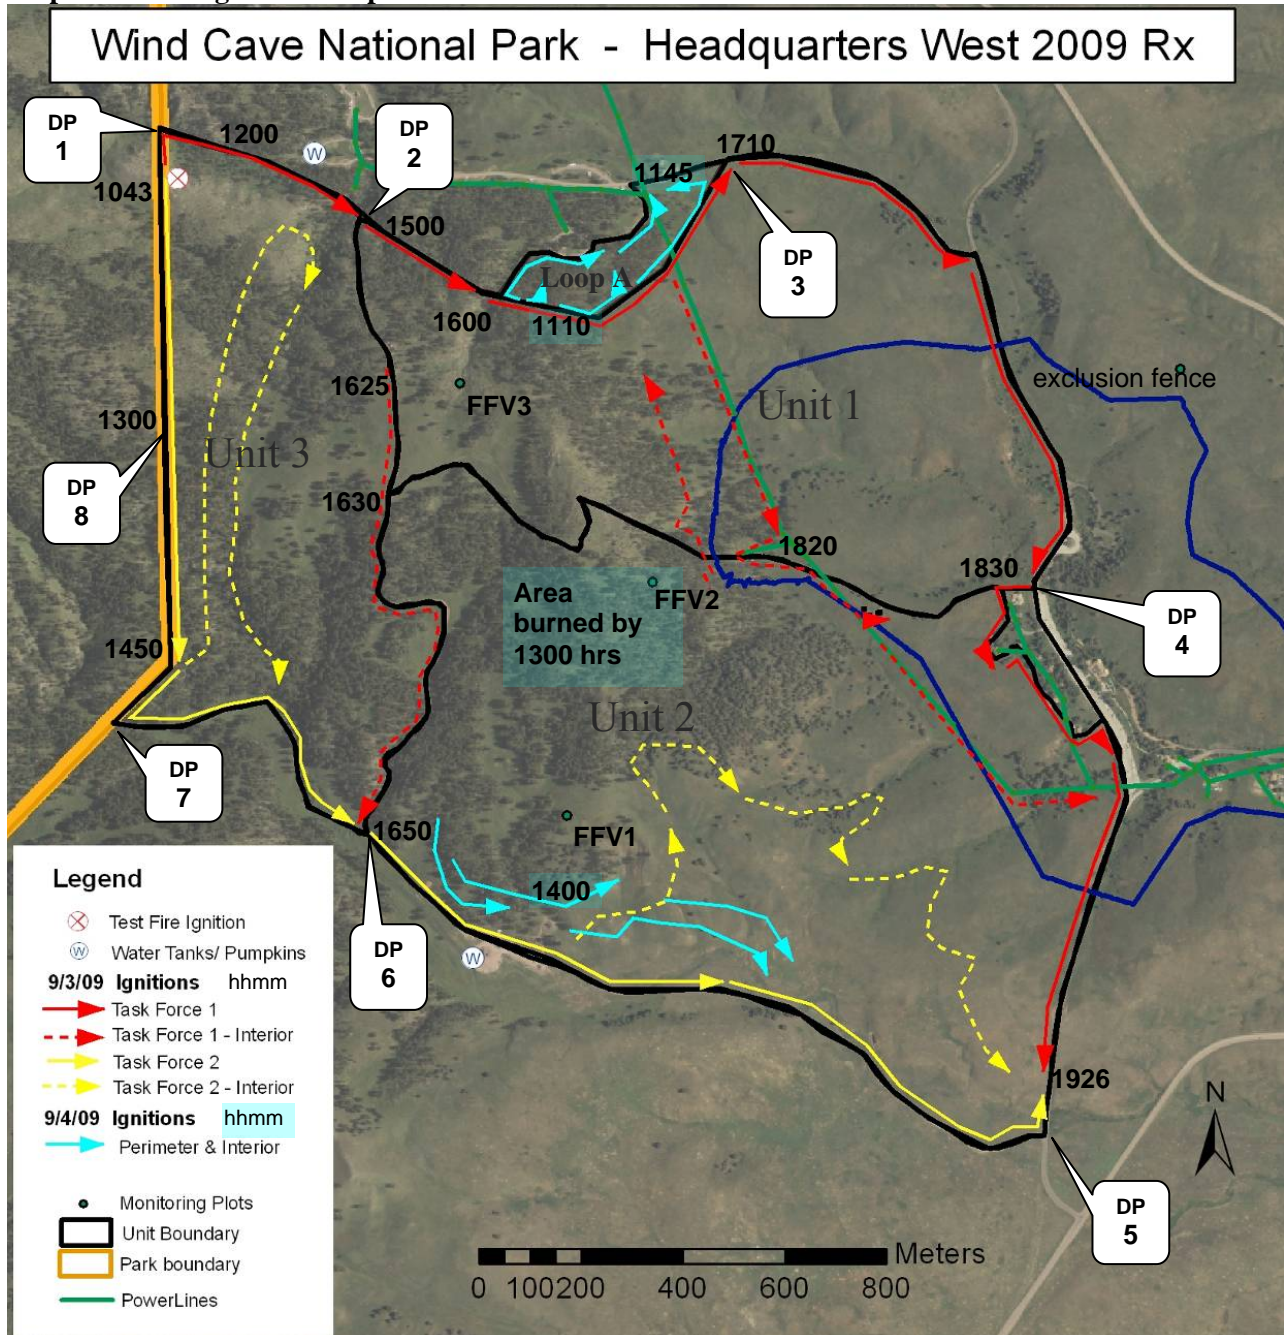 Wind Cave National Park - Headquarters West 2009 Rx
DP
1
1200
DP
2
1043
1710
1145
1500
DP
3
Loop A
1600
1110
1625
FFV3
exclusion fence
Unit 1
1300
Unit 3
DP
8
1630
1820
1830
Area
burned by
1300 hrs
FFV2
DP
4
1450
Unit 2
DP
7
1650
FFV1
1400
DP
6
1926
N
DP
5
Legend
Test Fire Ignition
W Water Tanks/ Pumpkins
9/3/09 Ignitions hhmm
Task Force 1
Task Force 1 - Interior
Task Force 2
Task Force 2 - Interior
9/4/09 Ignitions hhmm
Perimeter & Interior
Monitoring Plots
Unit Boundary
Park boundary
PowerLines
W
W
Meters
0 100200 400 600 800